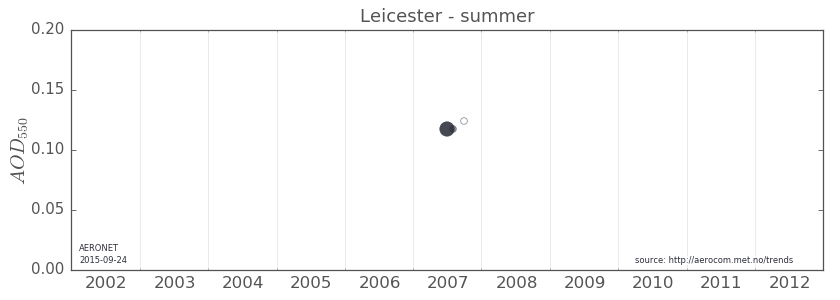 Leicester - summer
0.20
0.15
0.10
0.05
0.00
AOD550
AERONET
2015-09-24
source: http://aerocom.met.no/trends
2002 2003 2004 2005 2006 2007 2008 2009 2010 2011 2012